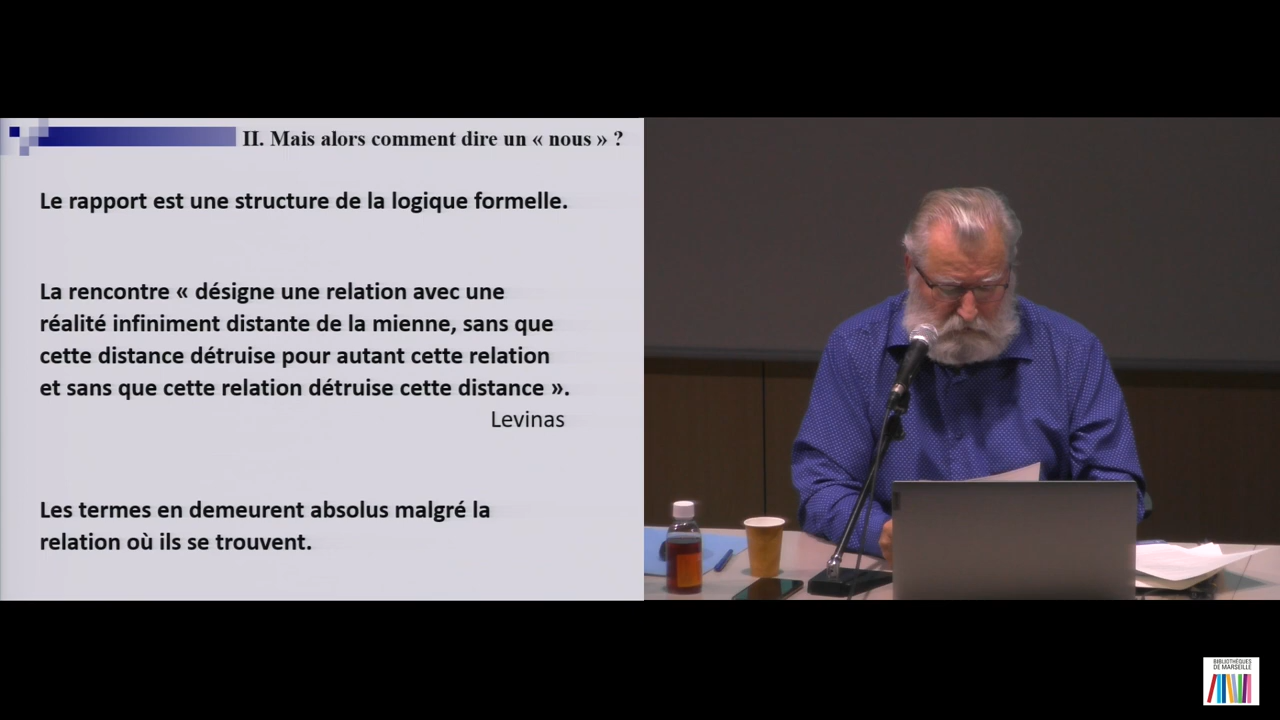 II. Mais alors comment dire un « nous » ?
Le rapport est une structure de la logique formelle.
La rencontre « désigne une relation avec une
réalité infiniment distante de la mienne, sans que
cette distance détruise pour autant cette relation
et sans que cette relation détruise cette distance ».
Levinas
Les termes en demeurent absolus malgré la
relation où ils se trouvent.
BIBLIOTHÈQUES
DE MARSEILLE